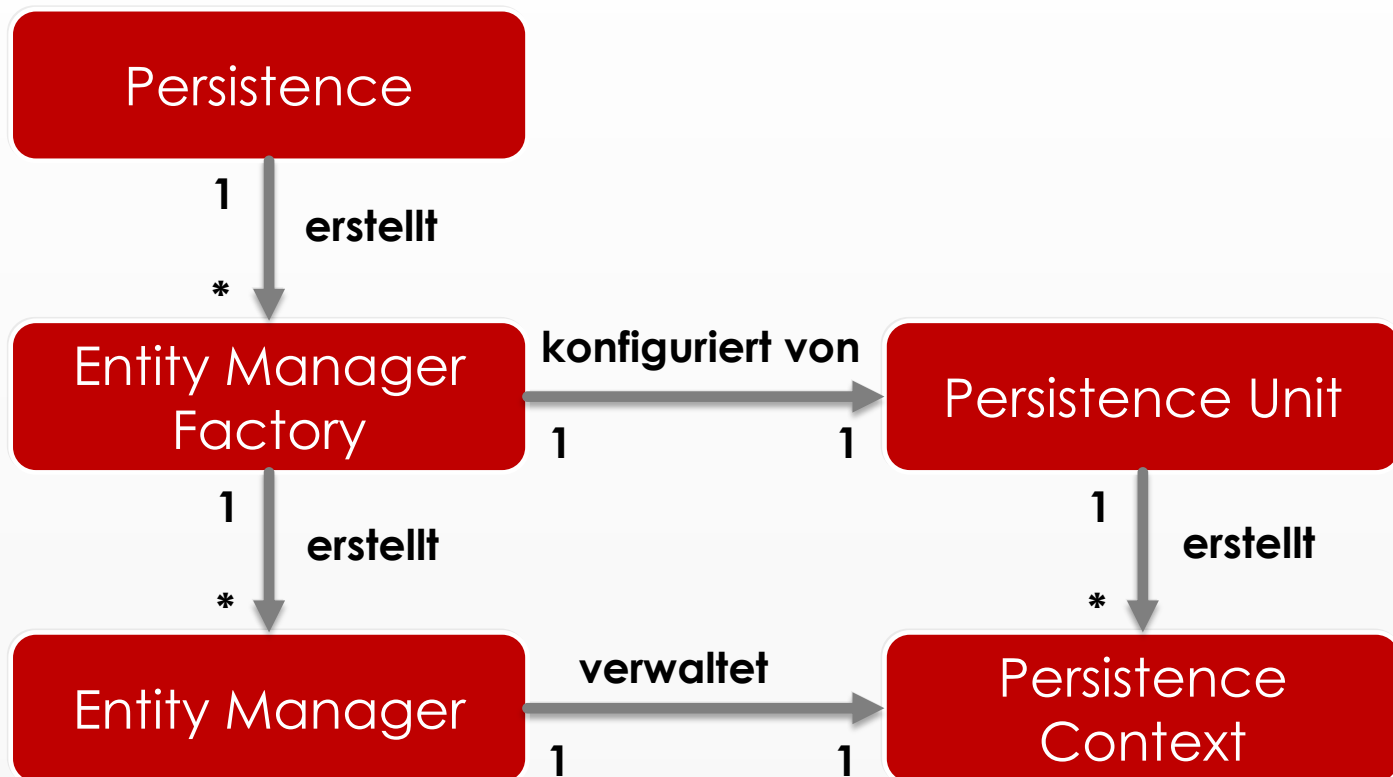 Persistence
1
erstellt
*
Entity Manager
Factory
konfiguriert von
1
1
Persistence Unit
1
erstellt
*
1
erstellt
*
Entity Manager
verwaltet
1
1
Persistence
Context